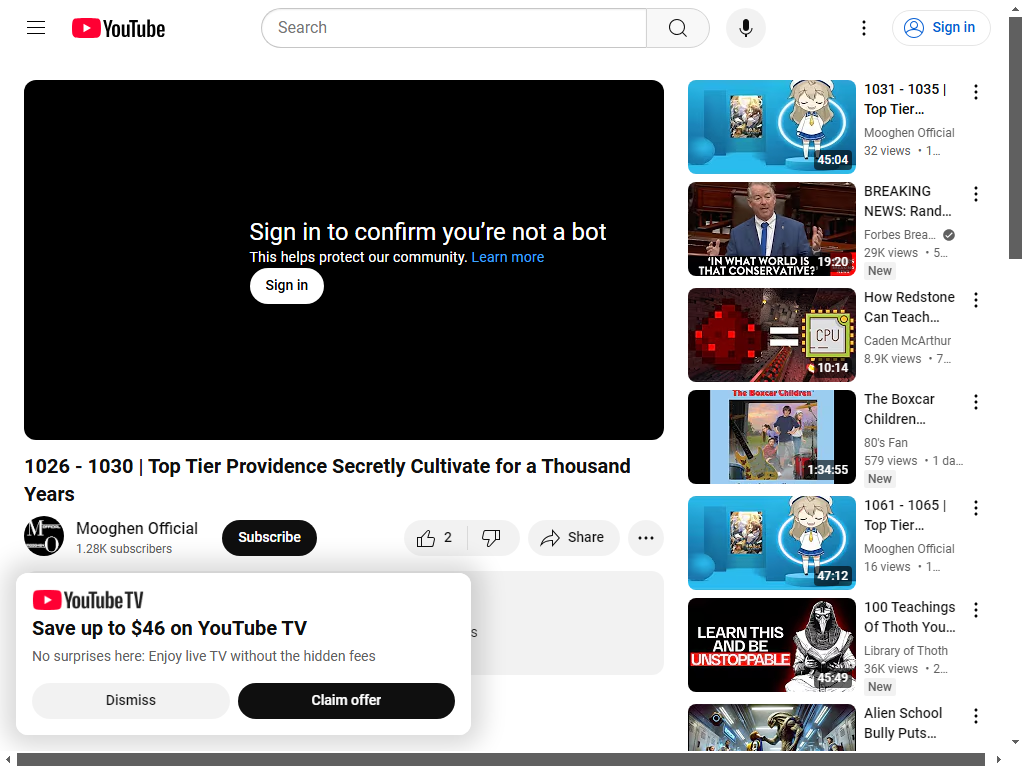 YouTube
Search
Sign in
Sign in to confirm you're not a bot
This helps protect our community. Learn more
Sign in
1026 - 1030 | Top Tier Providence Secretly Cultivate for a Thousand
Years
Mooghen Official
1.28K subscribers
Subscribe
2
Share
s
YouTube TV
Save up to $46 on YouTube TV
No surprises here: Enjoy live TV without the hidden fees
Dismiss
Claim offer
45:04
1031 - 1035 |
Top Tier…
Mooghen Official
32 views • 1…
'IN WHAT WORLD IS
THAT CONSERVATIVE?'
19:20
BREAKING
NEWS: Rand…
Forbes Brea…
29K views • 5…
New
CPU
10:14
How Redstone
Can Teach…
Caden McArthur
8.9K views • 7…
The Boxcar Children
1:34:55
The Boxcar
Children…
80's Fan
579 views • 1 da…
New
47:12
1061 - 1065 |
Top Tier…
Mooghen Official
16 views • 1…
LEARN THIS
AND BE
UNSTOPPABLE
45:49
100 Teachings
Of Thoth You…
Library of Thoth
36K views • 2…
New
Alien School
Bully Puts…